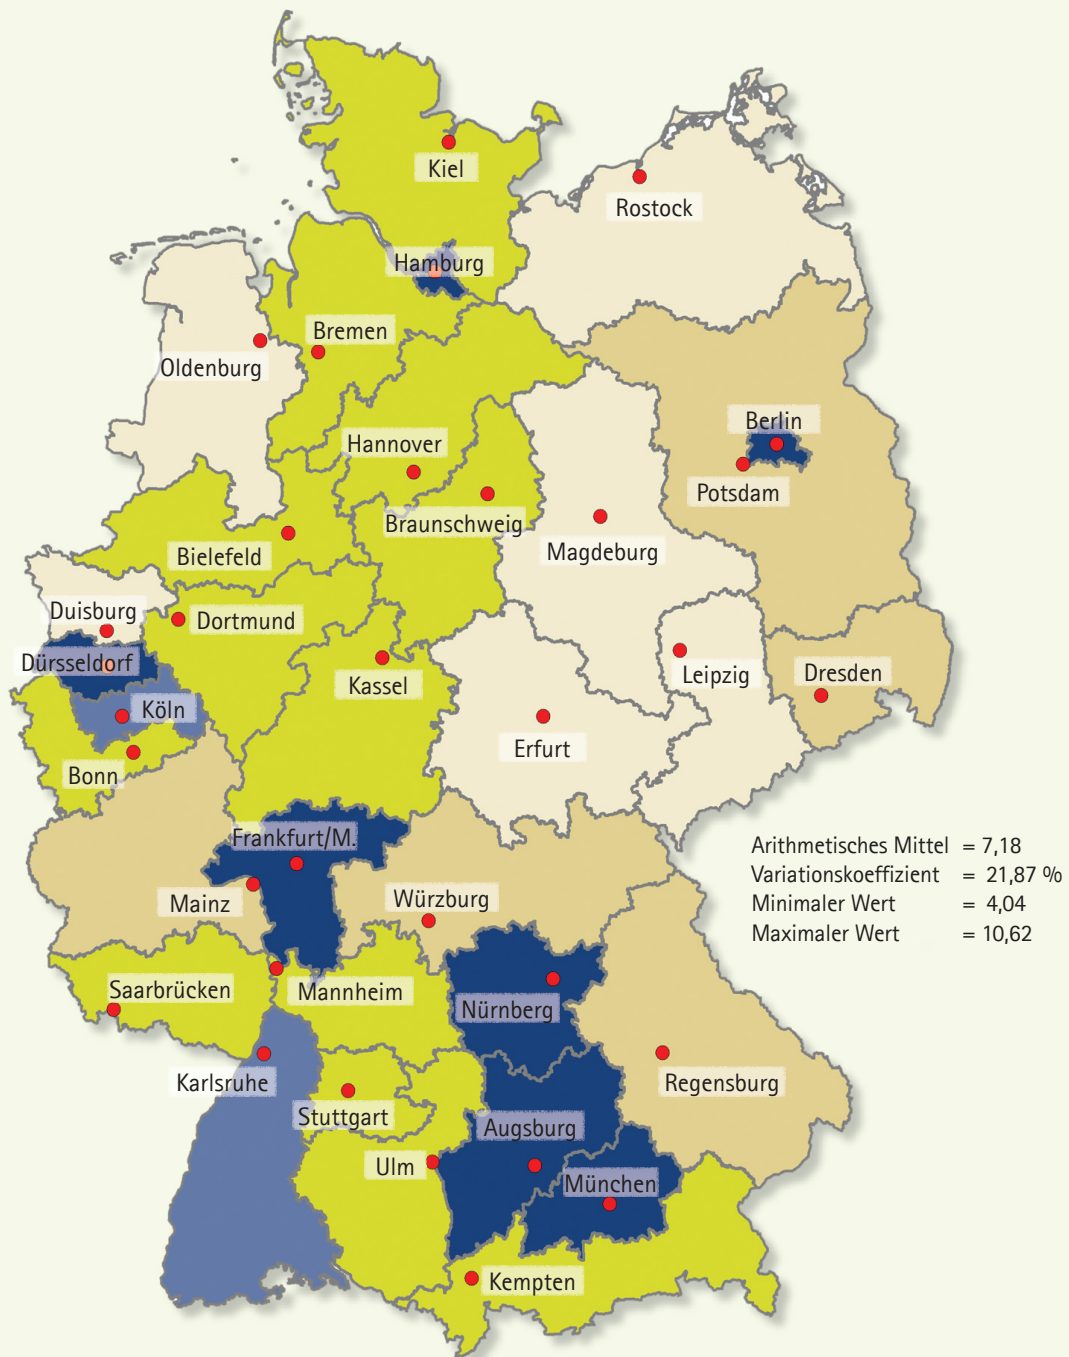 Kiel
Rostock
Hamburg
Bremen
Oldenburg
Berlin
Hannover
Potsdam
Braunschweig
Magdeburg
Bielefeld
Duisburg
Dortmund
Dürsseldorf
Kassel
Leipzig
Dresden
Köln
Erfurt
Bonn
Frankfurt/M.
Mainz
Würzburg
Arithmetisches Mittel = 7,18
Variationskoeffizient = 21,87 %
Minimaler Wert = 4,04
Maximaler Wert = 10,62
Saarbrücken
Mannheim
Nürnberg
Karlsruhe
Regensburg
Stuttgart
Augsburg
Ulm
München
Kempten